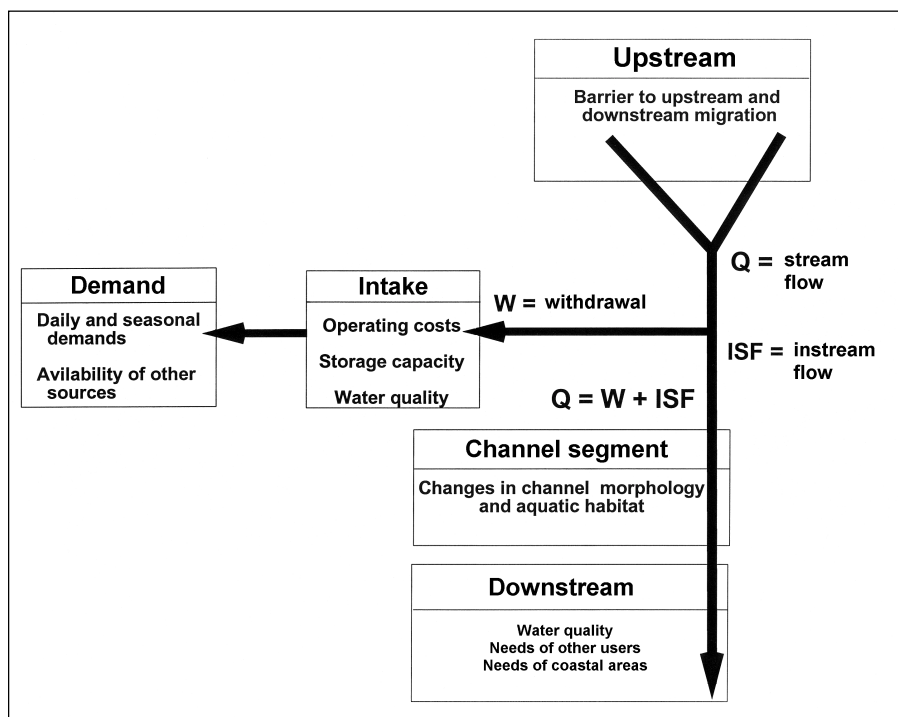 Upstream
Barrier to upstream and
downstream migration
Q = stream
flow
Demand
Daily and seasonal
demands
Avilability of other
sources
Intake
Operating costs
Storage capacity
Water quality
W = withdrawal
ISF = instream
flow
Q = W + ISF
Channel segment
Changes in channel morphology
and aquatic habitat
Downstream
Water quality
Needs of other users
Needs of coastal areas